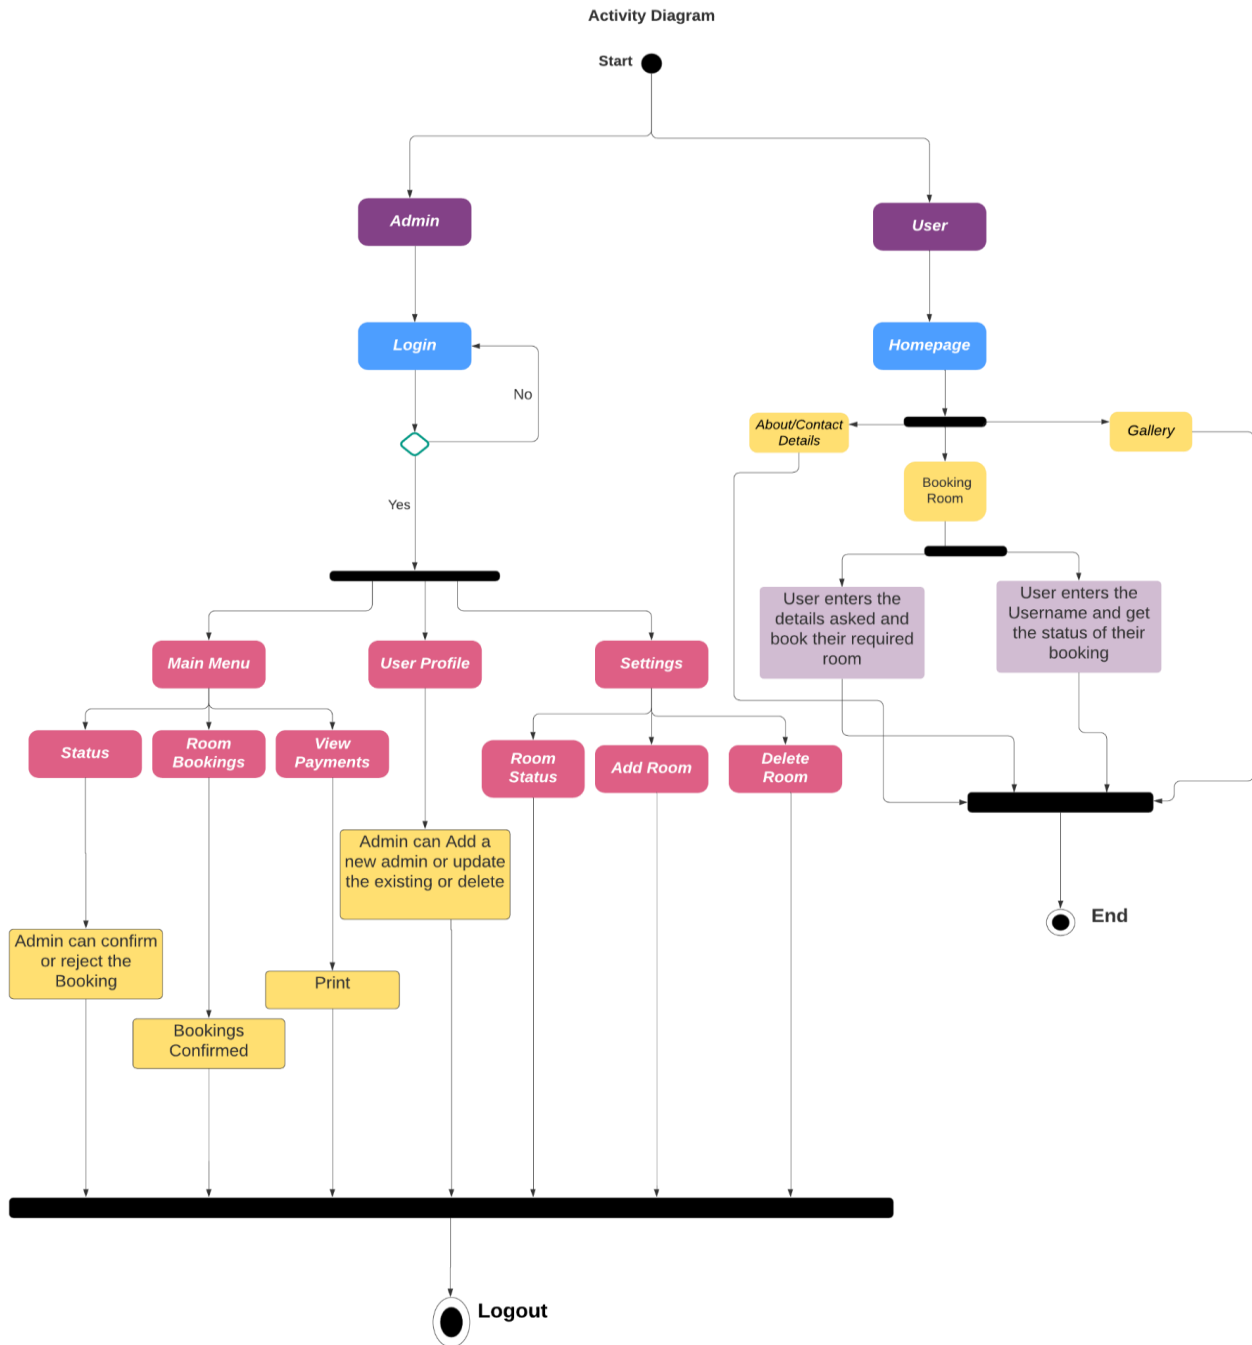 Activity Diagram
Start
Admin
User
Login
Homepage
No
About/Contact
Details
Gallery
Booking
Room
Yes
User enters the
details asked and
book their required
room
User enters the
Username and get
the status of their
booking
Main Menu
User Profile
Settings
Status
Room
Bookings
View
Payments
Room
Status
Add Room
Delete
Room
Admin can Add a
new admin or update
the existing or delete
End
Admin can confirm
or reject the
Booking
Print
Bookings
Confirmed
Logout